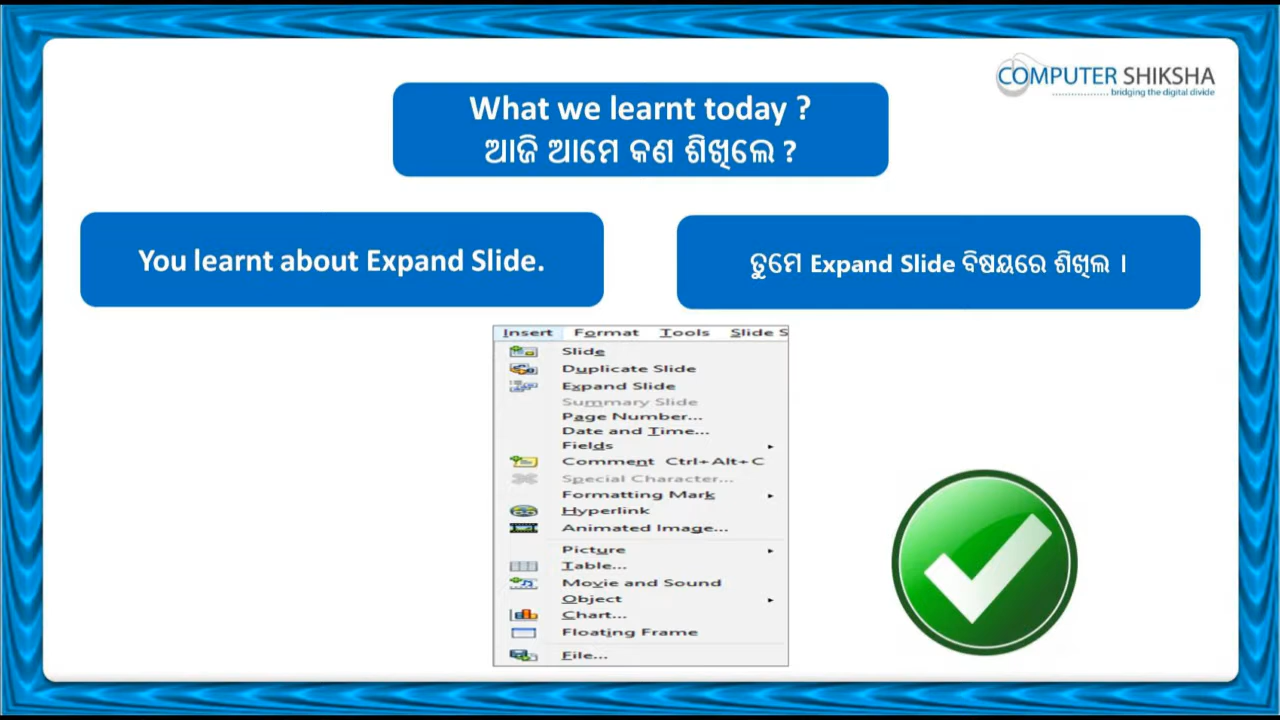 COMPUTER SHIKSHA
bridging the digital divide
What we learnt today ?
ଆଜି ଆମେ କଣ ଶିଖିଲେ ?
You learnt about Expand Slide.
ତୁମେ Expand Slide ବିଷୟରେ ଶିଖିଲ ।
Insert Format Tools Slide S
Slide
Duplicate Slide
Expand Slide
Summary Slide
Page Number...
Date and Time...
Fields
Comment Ctrl+Alt+C
Special Character...
Formatting Mark
Hyperlink
Animated Image...
Picture
Table...
Movie and Sound
Object
Chart...
Floating Frame
File...